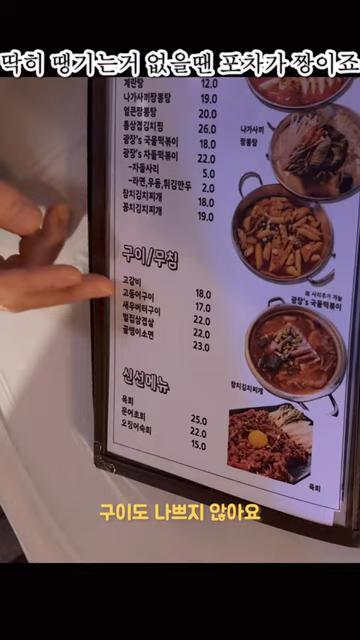 딱히 땡기는거 없을땐 포차가 짱이죠
계란탕 12.0
나가사끼짬뽕탕 19.0
얼큰짬뽕탕 20.0
통삼겹김치찜 26.0
광장's 국물떡볶이 18.0
광장's 차돌떡볶이 22.0
-차돌사리 5.0
-라면,우동,튀김만두 2.0
참치김치찌개 18.0
꽁치김치찌개 19.0
구이/무침
고갈비 18.0
고등어구이 17.0
새우버터구이 22.0
벌집삼겹살 22.0
골뱅이소면 23.0
신선메뉴
육회 25.0
문어초회 22.0
오징어숙회 15.0
나가사끼
짬뽕탕
광장's 국물떡볶이
참치김치찌개
육회
구이도 나쁘지 않아요